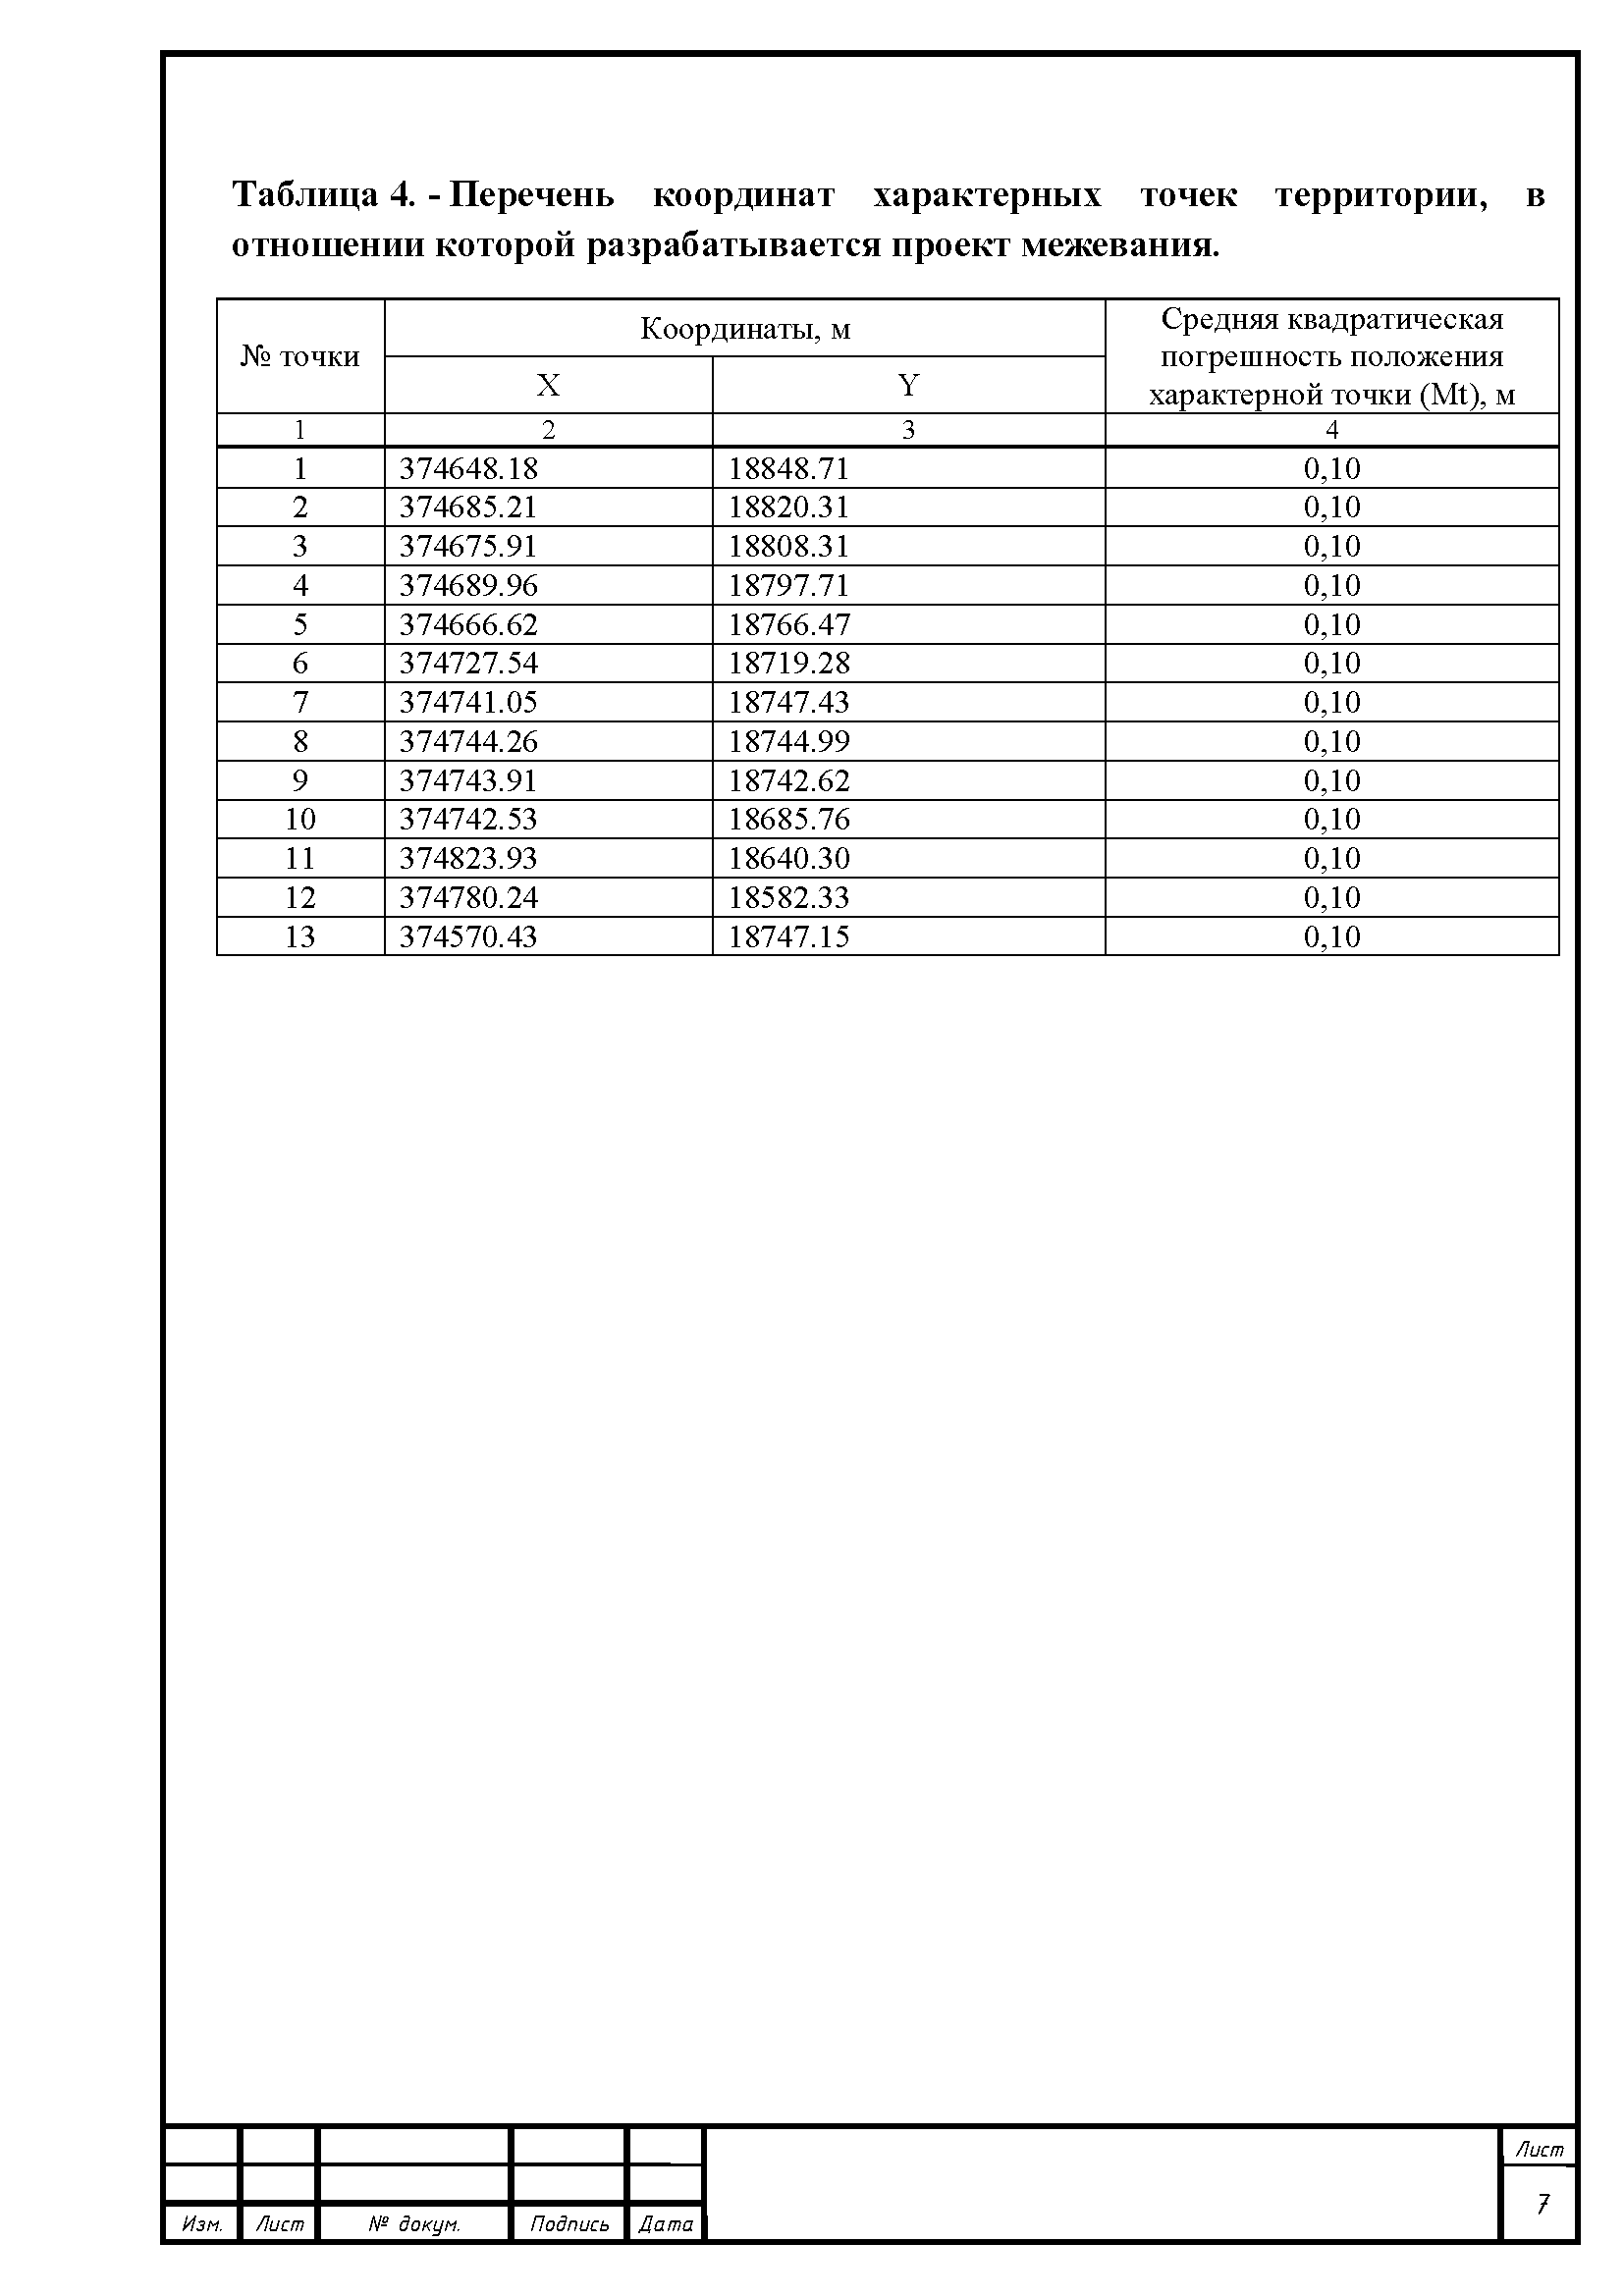 Таблица 4. - Перечень координат характерных точек территории, в
отношении которой разрабатывается проект межевания.
№ точки
Координаты, м
Средняя квадратическая
погрешность положения
характерной точки (Mt), м
X Y
1 2 3 4
1 374648.18 18848.71 0,10
2 374685.21 18820.31 0,10
3 374675.91 18808.31 0,10
4 374689.96 18797.71 0,10
5 374666.62 18766.47 0,10
6 374727.54 18719.28 0,10
7 374741.05 18747.43 0,10
8 374744.26 18744.99 0,10
9 374743.91 18742.62 0,10
10 374742.53 18685.76 0,10
11 374823.93 18640.30 0,10
12 374780.24 18582.33 0,10
13 374570.43 18747.15 0,10
Лист
7
Изм. Лист № докум. Подпись Дата